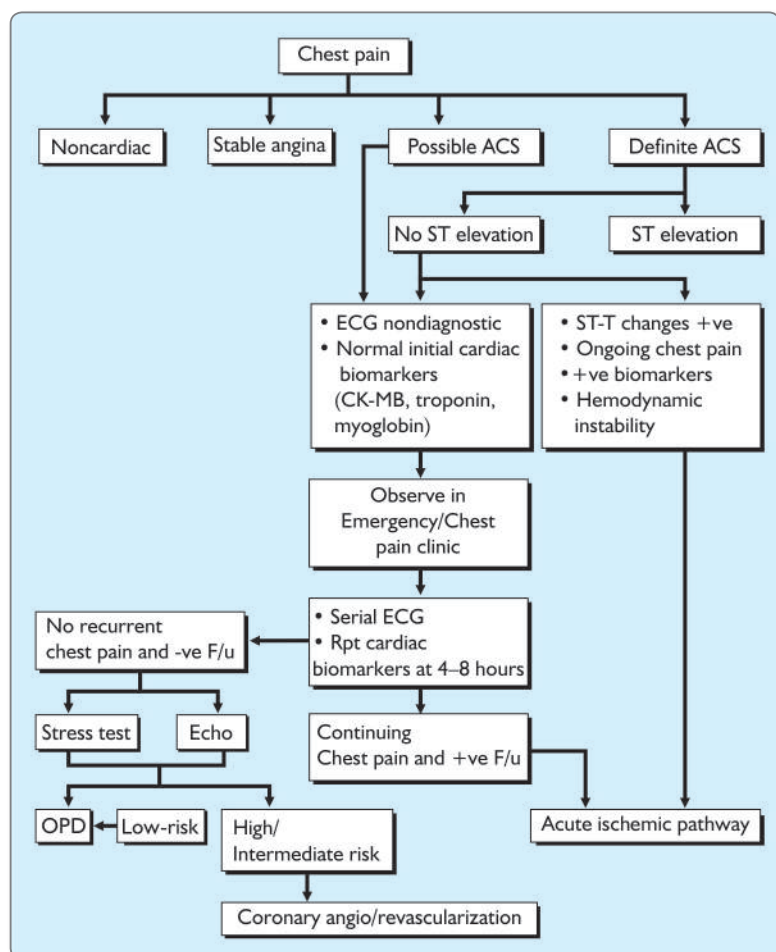 Chest pain
Noncardiac
Stable angina
Possible ACS
Definite ACS
No ST elevation
ST elevation
• ECG nondiagnostic
• Normal initial cardiac
biomarkers
(CK-MB, troponin,
myoglobin)
• ST-T changes +ve
• Ongoing chest pain
• +ve biomarkers
• Hemodynamic
instability
Observe in
Emergency/Chest
pain clinic
• Serial ECG
• Rpt cardiac
biomarkers at 4–8 hours
No recurrent
chest pain and -ve F/u
Stress test
Echo
Continuing
Chest pain and +ve F/u
OPD
Low-risk
High/
Intermediate risk
Acute ischemic pathway
Coronary angio/revascularization